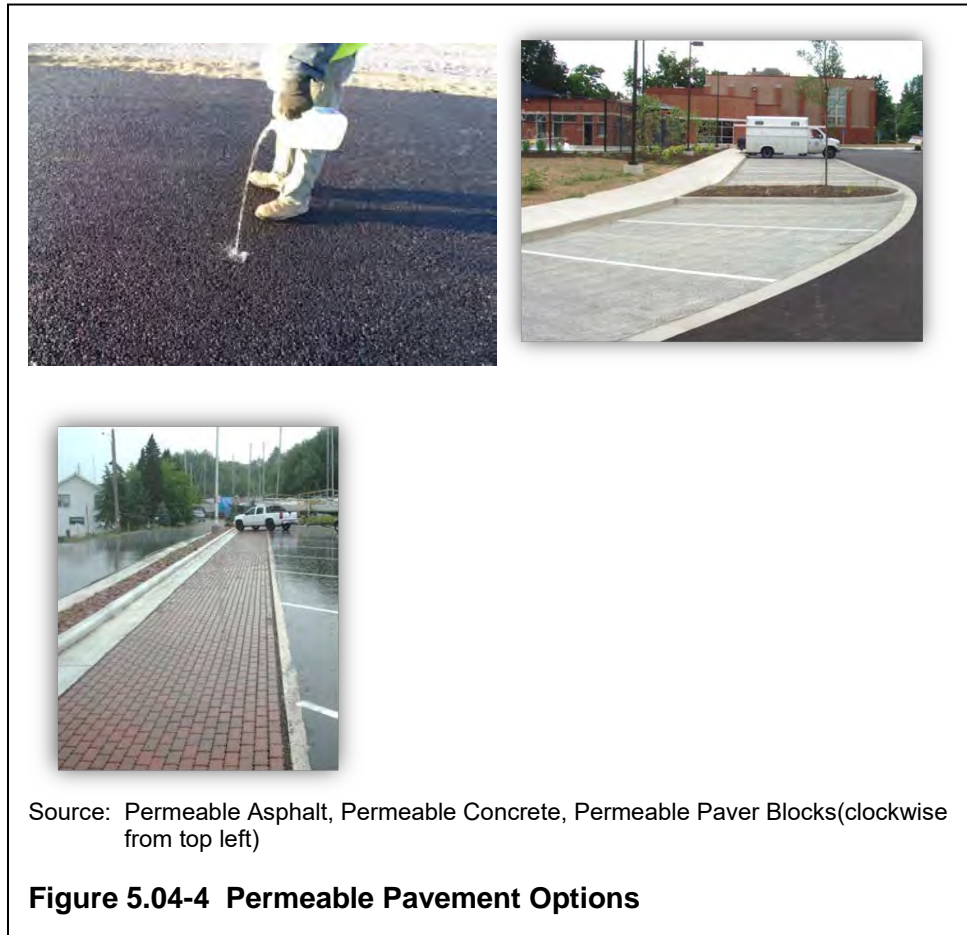 Source: Permeable Asphalt, Permeable Concrete, Permeable Paver Blocks(clockwise
from top left)
Figure 5.04-4 Permeable Pavement Options